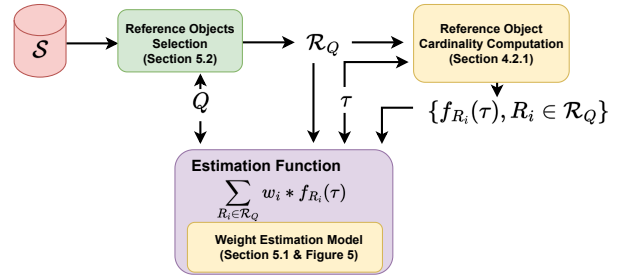 𝒮
Reference Objects
Selection
(Section 5.2)
ℛ_Q
Reference Object
Cardinality Computation
(Section 4.2.1)
Q
τ
{f_{R_i}(τ), R_i ∈ ℛ_Q}
Estimation Function
∑_{R_i∈ℛ_Q} w_i * f_{R_i}(τ)
Weight Estimation Model
(Section 5.1 & Figure 5)